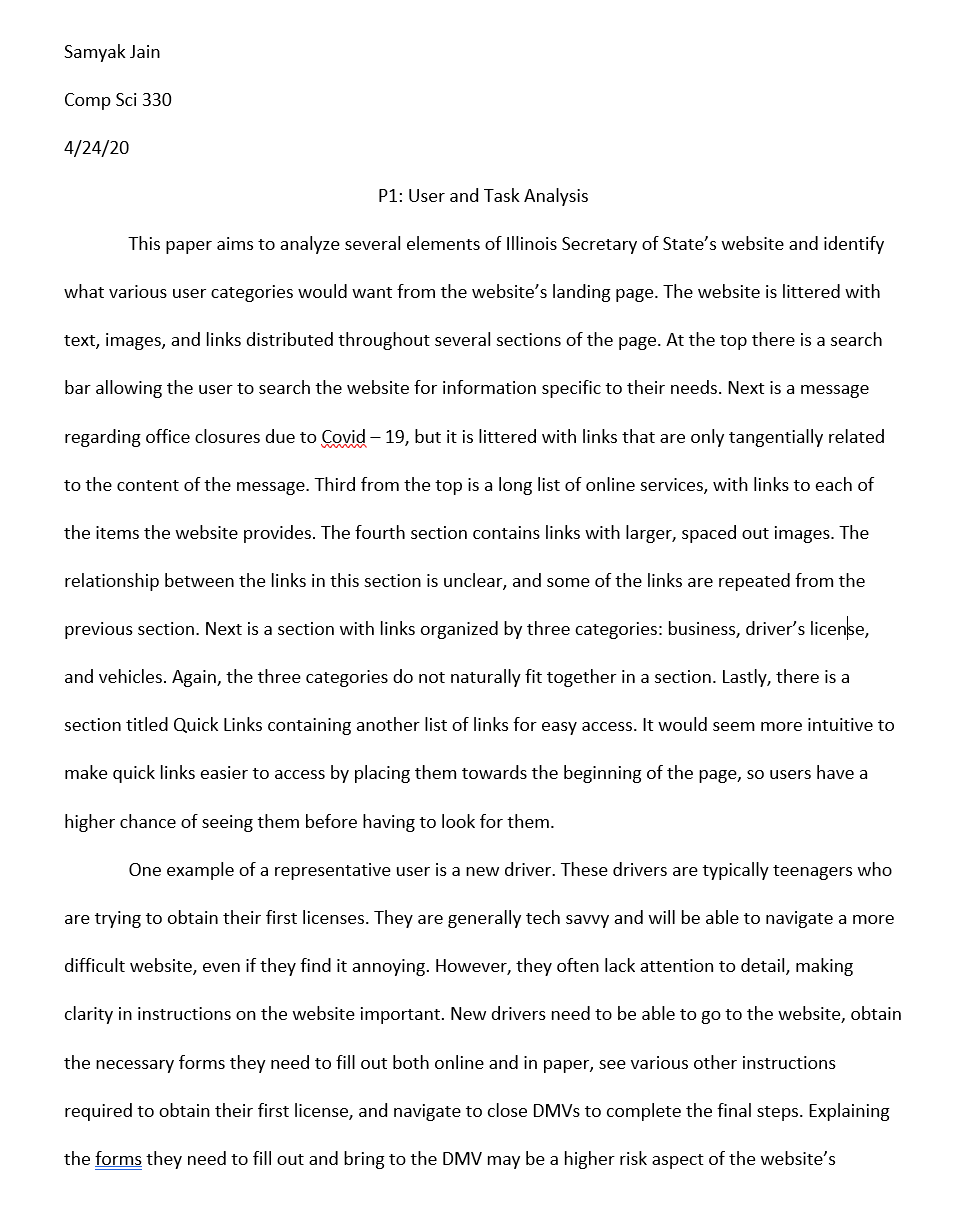 Samyak Jain
Comp Sci 330
4/24/20
P1: User and Task Analysis
This paper aims to analyze several elements of Illinois Secretary of State’s website and identify
what various user categories would want from the website’s landing page. The website is littered with
text, images, and links distributed throughout several sections of the page. At the top there is a search
bar allowing the user to search the website for information specific to their needs. Next is a message
regarding office closures due to Covid – 19, but it is littered with links that are only tangentially related
to the content of the message. Third from the top is a long list of online services, with links to each of
the items the website provides. The fourth section contains links with larger, spaced out images. The
relationship between the links in this section is unclear, and some of the links are repeated from the
previous section. Next is a section with links organized by three categories: business, driver’s license,
and vehicles. Again, the three categories do not naturally fit together in a section. Lastly, there is a
section titled Quick Links containing another list of links for easy access. It would seem more intuitive to
make quick links easier to access by placing them towards the beginning of the page, so users have a
higher chance of seeing them before having to look for them.
One example of a representative user is a new driver. These drivers are typically teenagers who
are trying to obtain their first licenses. They are generally tech savvy and will be able to navigate a more
difficult website, even if they find it annoying. However, they often lack attention to detail, making
clarity in instructions on the website important. New drivers need to be able to go to the website, obtain
the necessary forms they need to fill out both online and in paper, see various other instructions
required to obtain their first license, and navigate to close DMVs to complete the final steps. Explaining
the forms they need to fill out and bring to the DMV may be a higher risk aspect of the website’s